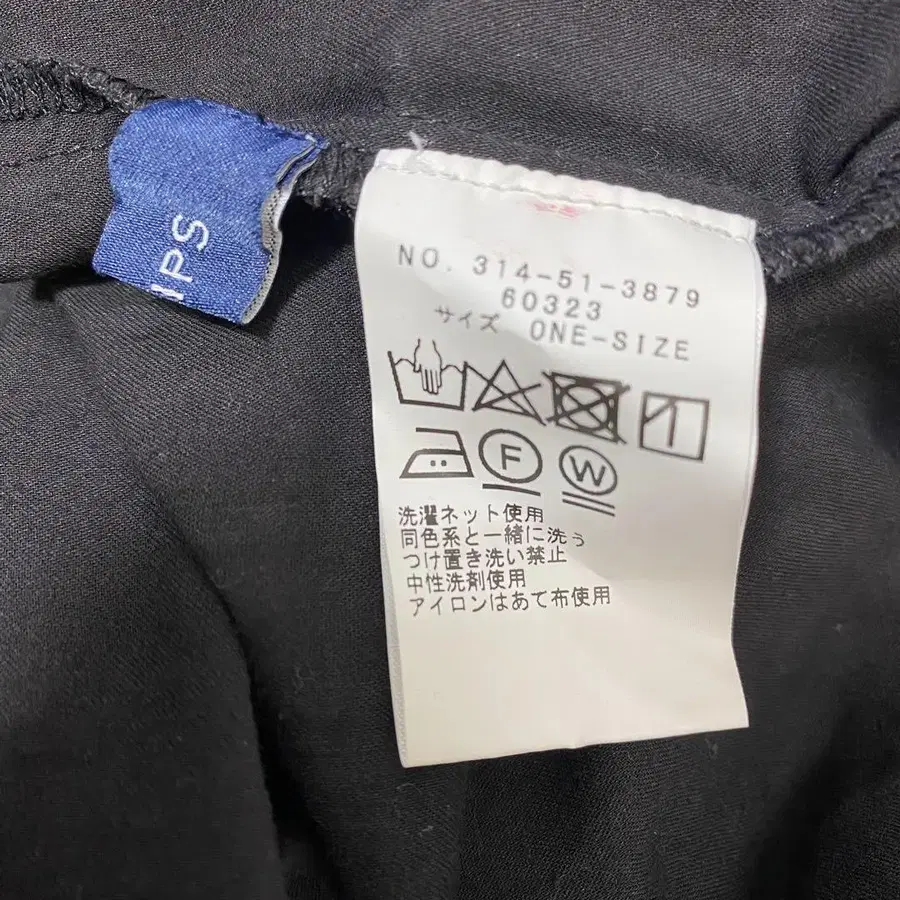 IPS
NO. 314-51-3879
60323
サイズ ONE-SIZE
F
W
洗濯ネット使用
同色系と一緒に洗う
つけ置き洗い禁止
中性洗剤使用
アイロンはあて布使用